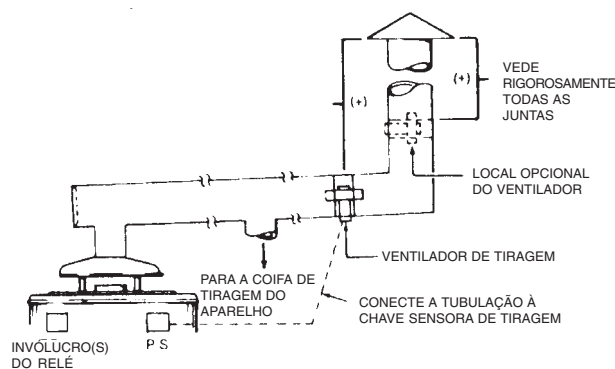 (+)
(+)
VEDE
RIGOROSAMENTE
TODAS AS
JUNTAS
LOCAL OPCIONAL
DO VENTILADOR
VENTILADOR DE TIRAGEM
PARA A COIFA DE
TIRAGEM DO
APARELHO
CONECTE A TUBULAÇÃO À
CHAVE SENSORA DE TIRAGEM
INVÓLUCRO(S)
DO RELÉ
P S